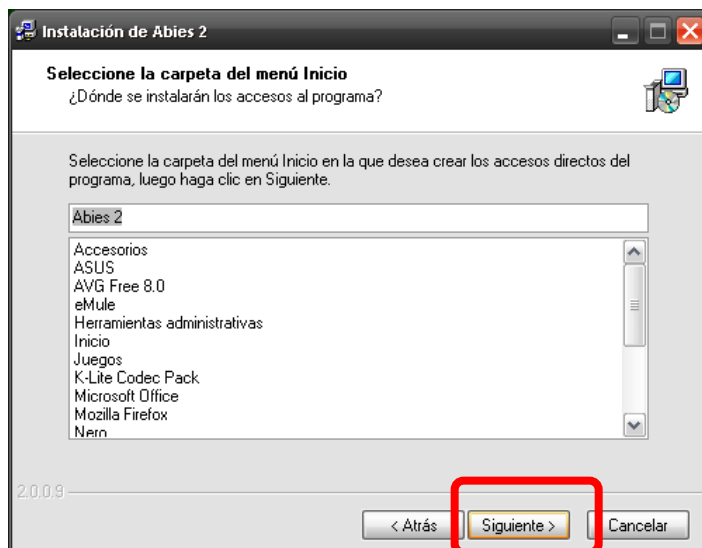 Instalación de Abies 2
Seleccione la carpeta del menú Inicio
¿Dónde se instalarán los accesos al programa?
Seleccione la carpeta del menú Inicio en la que desea crear los accesos directos del
programa, luego haga clic en Siguiente.
Abies 2
Accesorios
ASUS
AVG Free 8.0
eMule
Herramientas administrativas
Inicio
Juegos
K-Lite Codec Pack
Microsoft Office
Mozilla Firefox
Nero
2.0.0.9
< Atrás Siguiente > Cancelar